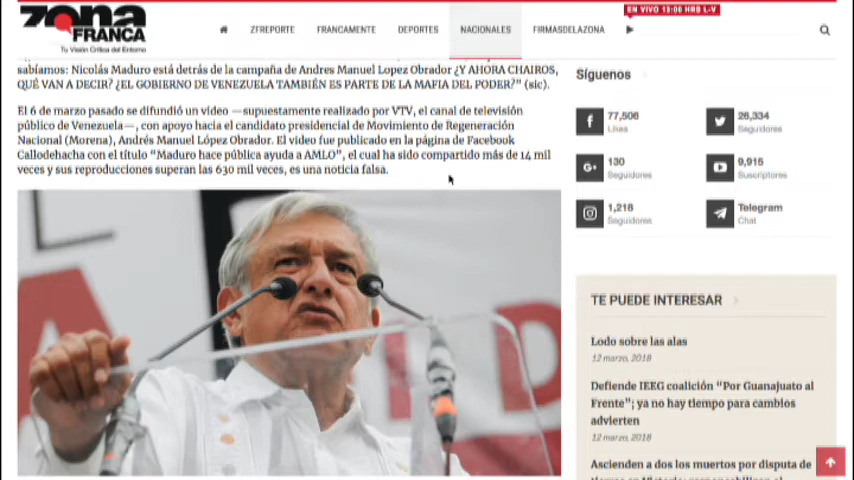 ZONA
FRANCA
Tu Visión Crítica del Entorno
ZFREPORTE
FRANCAMENTE
DEPORTES
NACIONALES
FIRMASDELAZONA
EN VIVO 13:00 HRS L-V
sabíamos: Nicolás Maduro está detrás de la campaña de Andres Manuel Lopez Obrador ¿Y AHORA CHAIROS,
QUÉ VAN A DECIR? ¿EL GOBIERNO DE VENEZUELA TAMBIÉN ES PARTE DE LA MAFIA DEL PODER?” (sic).
El 6 de marzo pasado se difundió un video —supuestamente realizado por VTV, el canal de televisión
público de Venezuela—, con apoyo hacia el candidato presidencial de Movimiento de Regeneración
Nacional (Morena), Andrés Manuel López Obrador. El video fue publicado en la página de Facebook
Callodehacha con el título “Maduro hace pública ayuda a AMLO”, el cual ha sido compartido más de 14 mil
veces y sus reproducciones superan las 630 mil veces, es una noticia falsa.
Síguenos
77,506
Likes
26,334
Seguidores
130
Seguidores
9,915
Suscriptores
1,216
Seguidores
Telegram
Chat
TE PUEDE INTERESAR
Lodo sobre las alas
12 marzo, 2018
Defiende IEEG coalición “Por Guanajuato al
Frente”; ya no hay tiempo para cambios
advierten
12 marzo, 2018
Ascienden a dos los muertos por disputa de